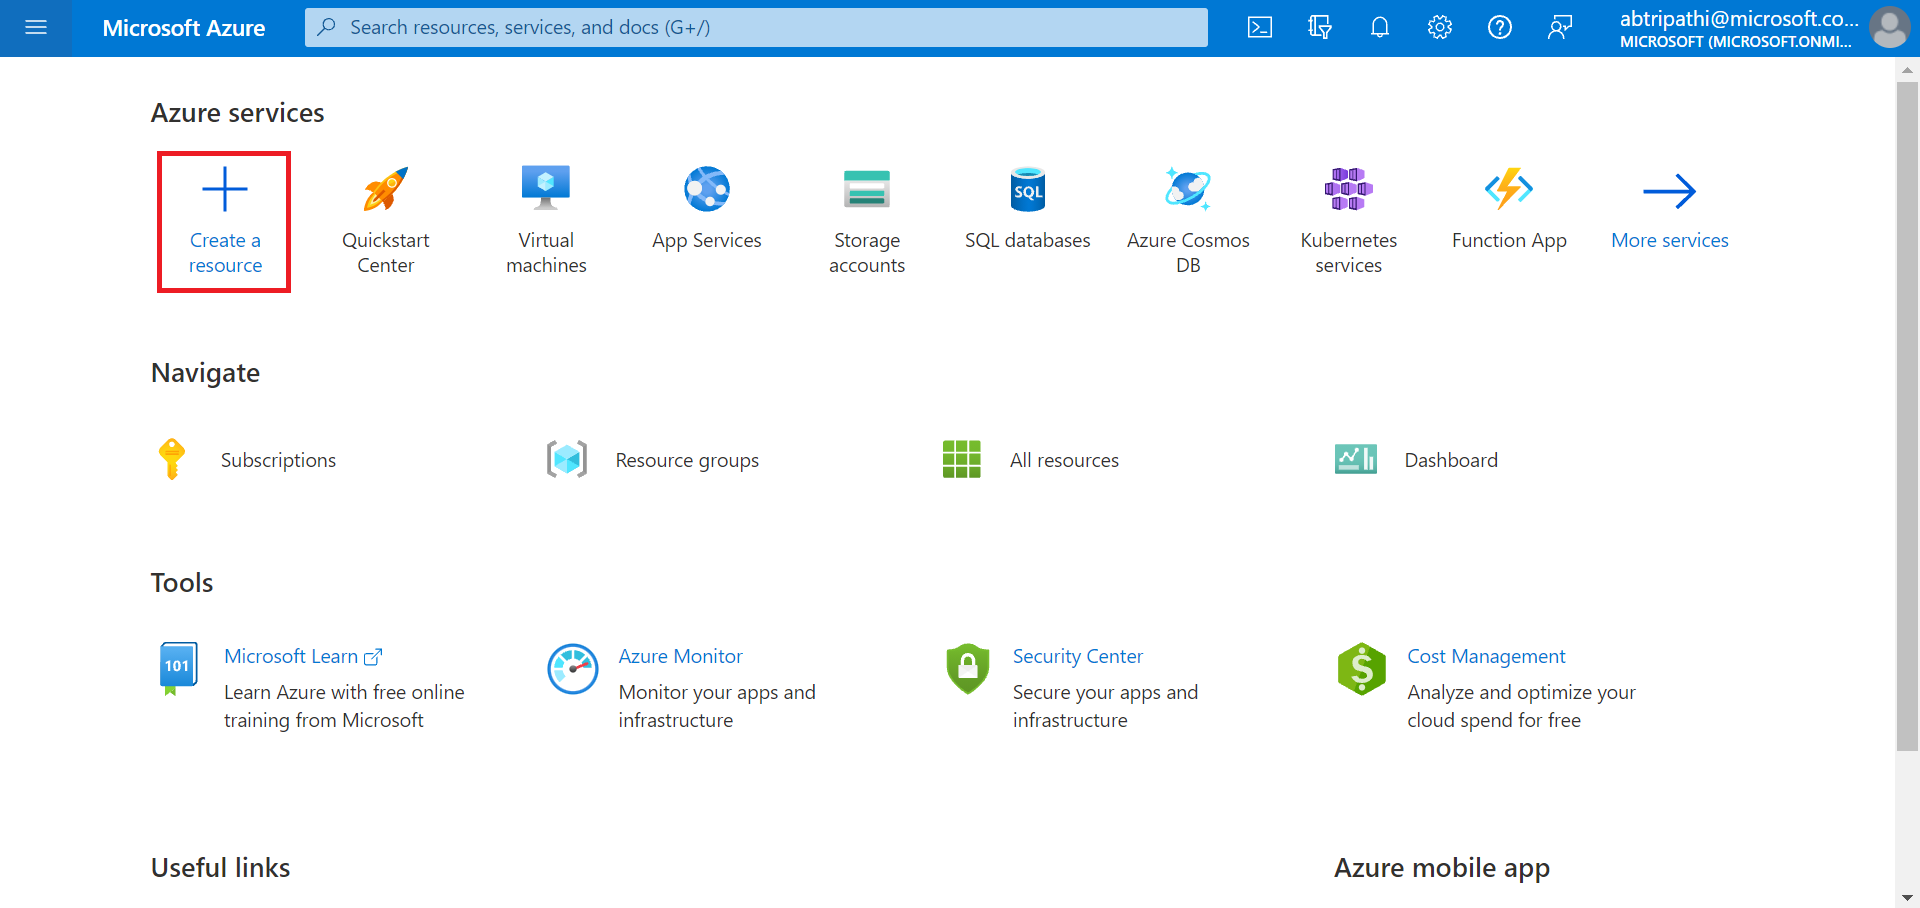 Microsoft Azure
Search resources, services, and docs (G+/)
abtripathi@microsoft.co...
MICROSOFT (MICROSOFT.ONMI...
Azure services
Create a
resource
Quickstart
Center
Virtual
machines
App Services
Storage
accounts
SQL
SQL databases
Azure Cosmos
DB
Kubernetes
services
Function App
More services
Navigate
Subscriptions
Resource groups
All resources
Dashboard
Tools
101
Microsoft Learn
Learn Azure with free online
training from Microsoft
Azure Monitor
Monitor your apps and
infrastructure
Security Center
Secure your apps and
infrastructure
$
Cost Management
Analyze and optimize your
cloud spend for free
Useful links
Azure mobile app